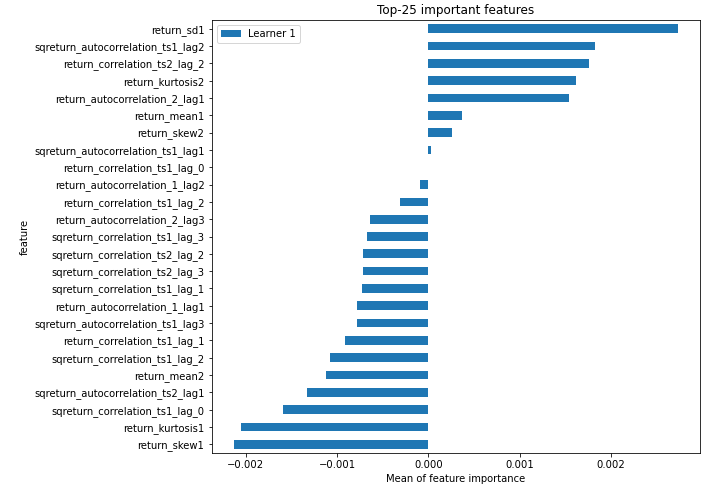 Top-25 important features
Learner 1
return_sd1
sqreturn_autocorrelation_ts1_lag2
return_correlation_ts2_lag_2
return_kurtosis2
return_autocorrelation_2_lag1
return_mean1
return_skew2
sqreturn_autocorrelation_ts1_lag1
return_correlation_ts1_lag_0
return_autocorrelation_1_lag2
return_correlation_ts1_lag_2
return_autocorrelation_2_lag3
sqreturn_correlation_ts1_lag_3
sqreturn_correlation_ts2_lag_2
sqreturn_correlation_ts2_lag_3
sqreturn_correlation_ts1_lag_1
return_autocorrelation_1_lag1
sqreturn_autocorrelation_ts1_lag3
return_correlation_ts1_lag_1
sqreturn_correlation_ts1_lag_2
return_mean2
sqreturn_autocorrelation_ts2_lag1
sqreturn_correlation_ts1_lag_0
return_kurtosis1
return_skew1
feature
−0.002 −0.001 0.000 0.001 0.002
Mean of feature importance